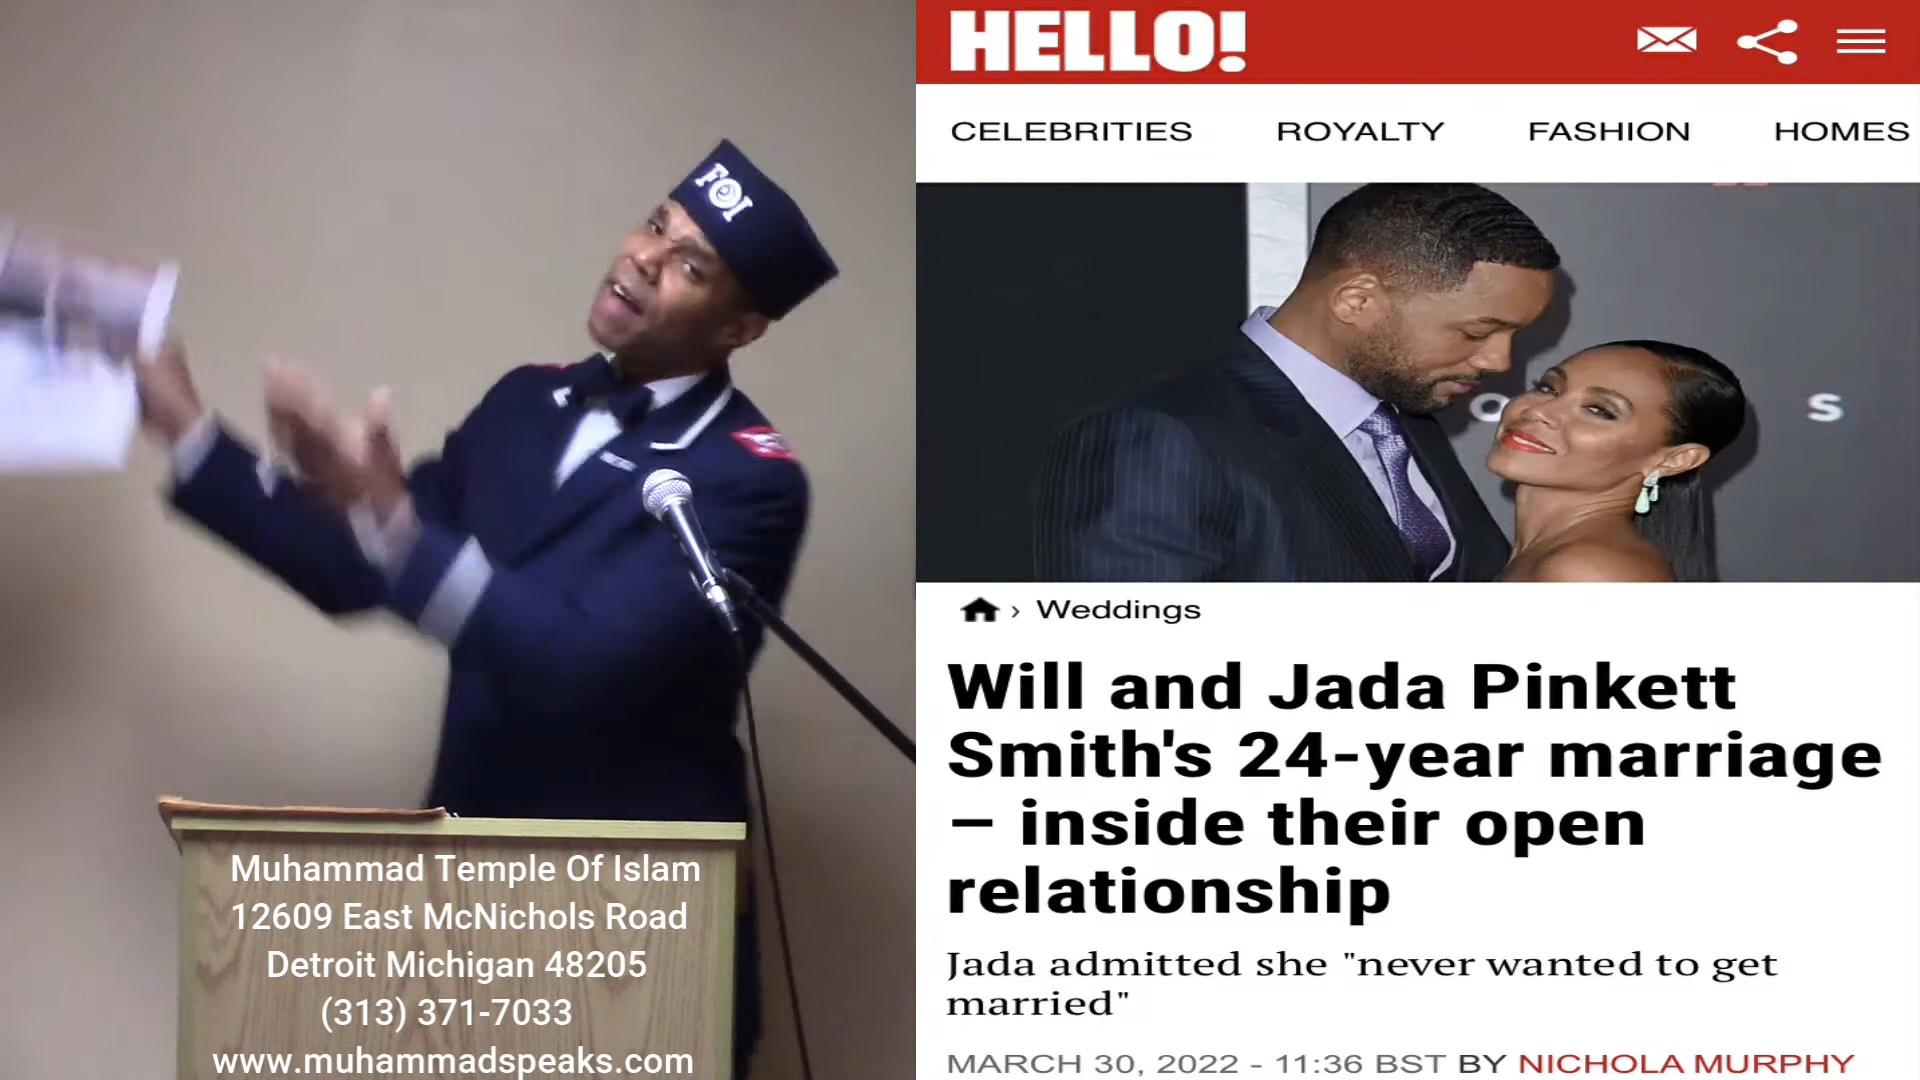 FOI
Muhammad Temple Of Islam
12609 East McNichols Road
Detroit Michigan 48205
(313) 371-7033
www.muhammadspeaks.com
HELLO!
CELEBRITIES ROYALTY FASHION HOMES
O S
Weddings
Will and Jada Pinkett
Smith's 24-year marriage
– inside their open
relationship
Jada admitted she "never wanted to get
married"
MARCH 30, 2022 - 11:36 BST BY NICHOLA MURPHY